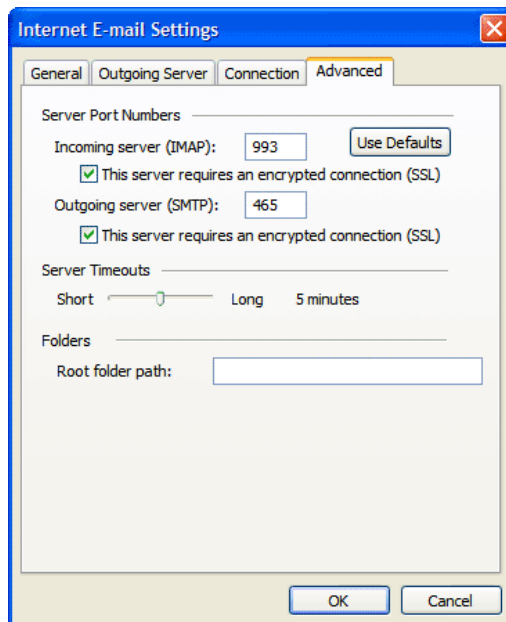 Internet E-mail Settings
General Outgoing Server Connection Advanced
Server Port Numbers
Incoming server (IMAP): 993 Use Defaults
This server requires an encrypted connection (SSL)
Outgoing server (SMTP): 465
This server requires an encrypted connection (SSL)
Server Timeouts
Short Long 5 minutes
Folders
Root folder path:
OK Cancel